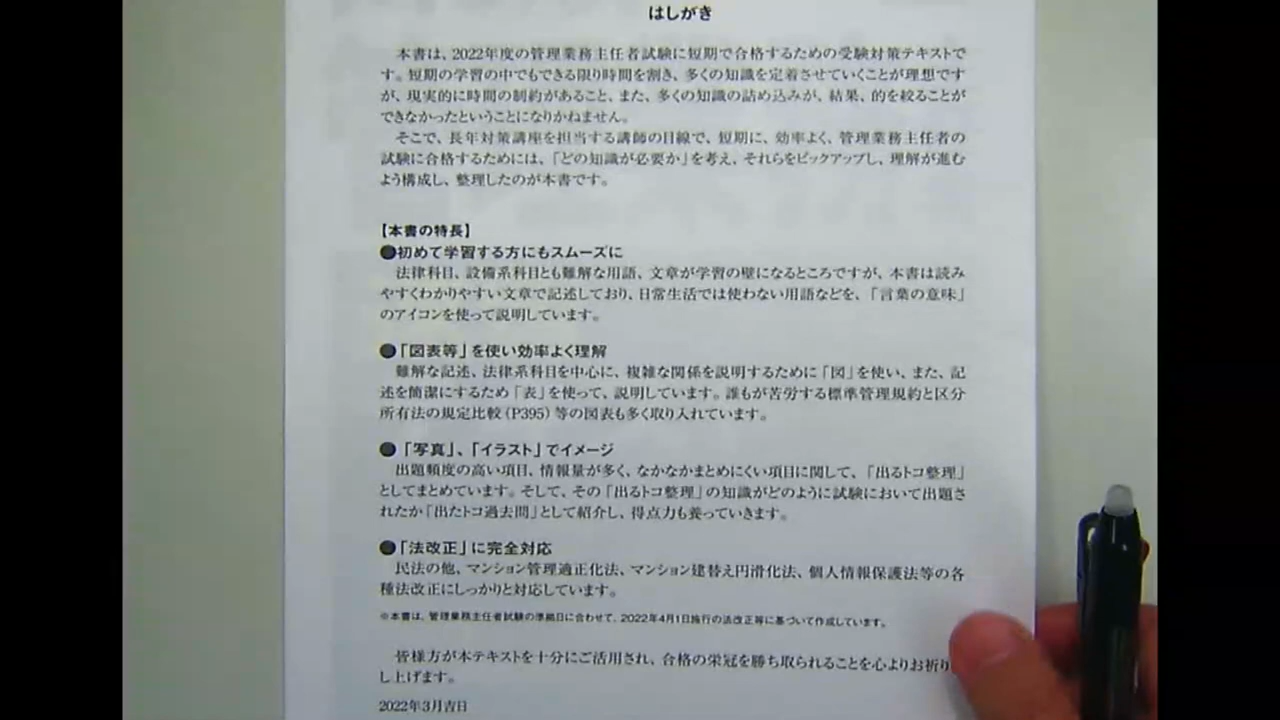 はしがき
本書は、2022年度の管理業務主任者試験に短期で合格するための受験対策テキストで
す。短期の学習の中でもできる限り時間を割き、多くの知識を定着させていくことが理想です
が、現実的に時間の制約があること、また、多くの知識の詰め込みが、結果、的を絞ることが
できなかったということになりかねません。
そこで、長年対策講座を担当する講師の目線で、短期に、効率よく、管理業務主任者の
試験に合格するためには、「どの知識が必要か」を考え、それらをピックアップし、理解が進む
よう構成し、整理したのが本書です。
【本書の特長】
●初めて学習する方にもスムーズに
法律科目、設備系科目とも難解な用語、文章が学習の壁になるところですが、本書は読み
やすくわかりやすい文章で記述しており、日常生活では使わない用語などを、「言葉の意味」
のアイコンを使って説明しています。
●「図表等」を使い効率よく理解
難解な記述、法律系科目を中心に、複雑な関係を説明するために「図」を使い、また、記
述を簡潔にするため「表」を使って、説明しています。誰もが苦労する標準管理規約と区分
所有法の規定比較（P395）等の図表も多く取り入れています。
●「写真」、「イラスト」でイメージ
出題頻度の高い項目、情報量が多く、なかなかまとめにくい項目に関して、「出るトコ整理」
としてまとめています。そして、その「出るトコ整理」の知識がどのように試験において出題さ
れたか「出たトコ過去問」として紹介し、得点力も養っていきます。
●「法改正」に完全対応
民法の他、マンション管理適正化法、マンション建替え円滑化法、個人情報保護法等の各
種法改正にしっかりと対応しています。
※本書は、管理業務主任者試験の準拠日に合わせて、2022年4月1日施行の法改正等に基づいて作成しています。
皆様方が本テキストを十分にご活用され、合格の栄冠を勝ち取られることを心よりお祈り
し上げます。
2022年3月吉日